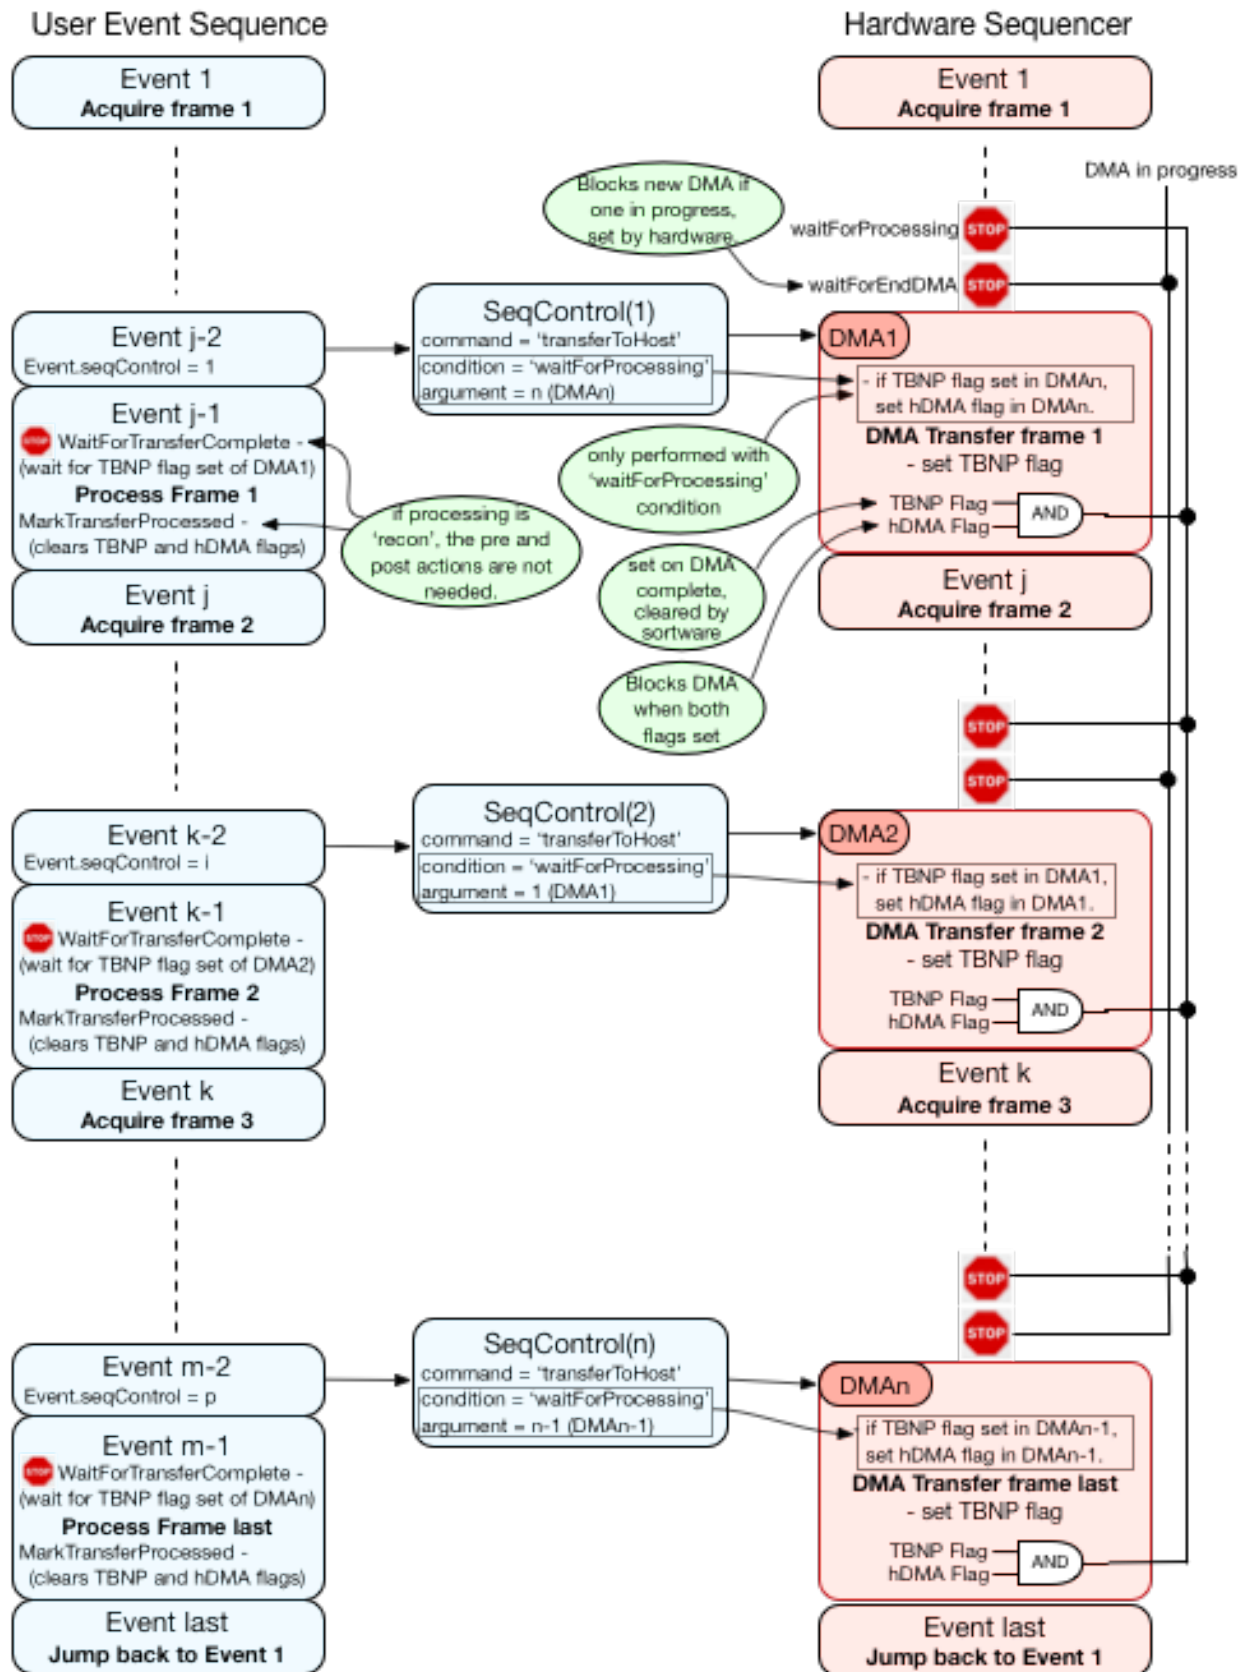 User Event Sequence
Hardware Sequencer
Event 1
Acquire frame 1
Event 1
Acquire frame 1
DMA in progress
Blocks new DMA if
one in progress,
set by hardware.
waitForProcessing
STOP
waitForEndDMA
STOP
Event j-2
Event.seqControl = 1
SeqControl(1)
command = 'transferToHost'
condition = 'waitForProcessing'
argument = n (DMAn)
DMA1
- if TBNP flag set in DMAn,
set hDMA flag in DMAn.
DMA Transfer frame 1
- set TBNP flag
TBNP Flag
hDMA Flag
AND
Event j-1
STOP WaitForTransferComplete -
(wait for TBNP flag set of DMA1)
Process Frame 1
MarkTransferProcessed -
(clears TBNP and hDMA flags)
only performed with
'waitForProcessing'
condition
if processing is
'recon', the pre and
post actions are not
needed.
set on DMA
complete,
cleared by
sortware
Blocks DMA
when both
flags set
Event j
Acquire frame 2
Event j
Acquire frame 2
STOP
STOP
Event k-2
Event.seqControl = i
SeqControl(2)
command = 'transferToHost'
condition = 'waitForProcessing'
argument = 1 (DMA1)
DMA2
- if TBNP flag set in DMA1,
set hDMA flag in DMA1.
DMA Transfer frame 2
- set TBNP flag
TBNP Flag
hDMA Flag
AND
Event k-1
STOP WaitForTransferComplete -
(wait for TBNP flag set of DMA2)
Process Frame 2
MarkTransferProcessed -
(clears TBNP and hDMA flags)
Event k
Acquire frame 3
Event k
Acquire frame 3
STOP
STOP
Event m-2
Event.seqControl = p
SeqControl(n)
command = 'transferToHost'
condition = 'waitForProcessing'
argument = n-1 (DMAn-1)
DMAn
- if TBNP flag set in DMAn-1,
set hDMA flag in DMAn-1.
DMA Transfer frame last
- set TBNP flag
TBNP Flag
hDMA Flag
AND
Event m-1
STOP WaitForTransferComplete -
(wait for TBNP flag set of DMAn)
Process Frame last
MarkTransferProcessed -
(clears TBNP and hDMA flags)
Event last
Jump back to Event 1
Event last
Jump back to Event 1